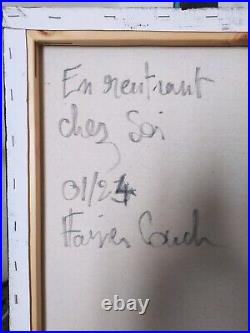 En rentrant
chez Soi
01/24